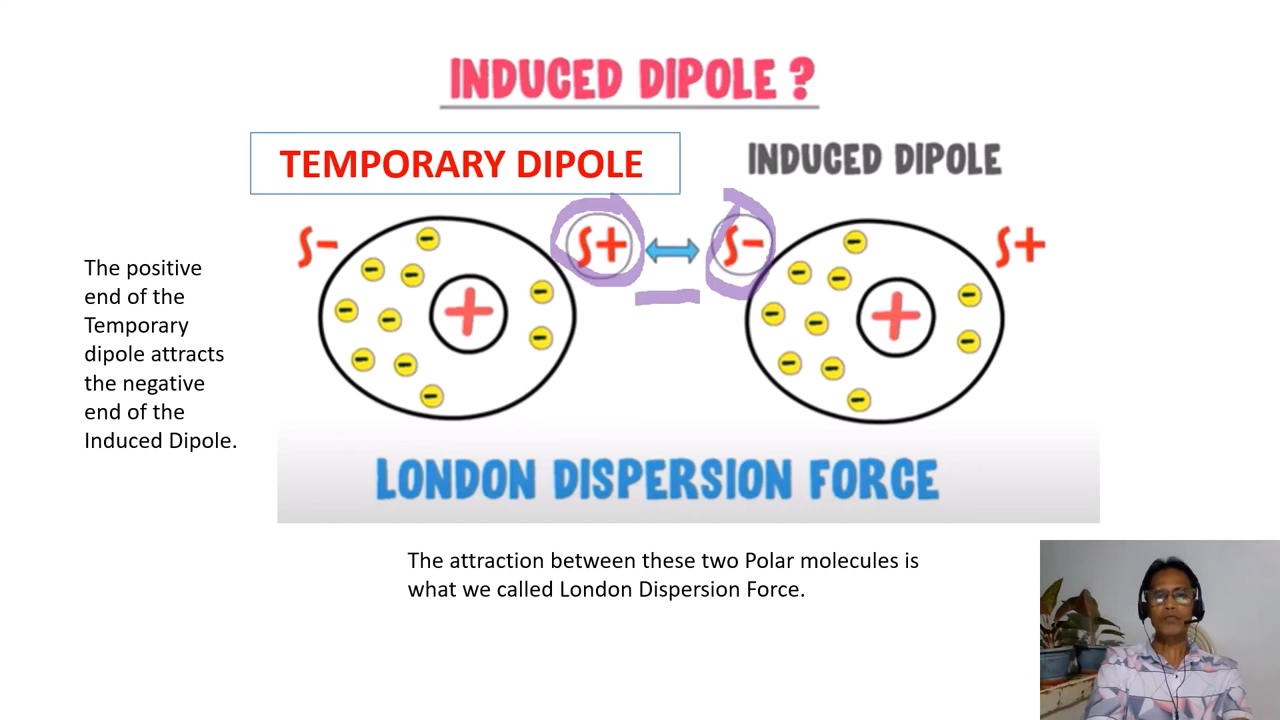 INDUCED DIPOLE ?
TEMPORARY DIPOLE
INDUCED DIPOLE
S-
S+
S-
S+
The positive
end of the
Temporary
dipole attracts
the negative
end of the
Induced Dipole.
+
+
LONDON DISPERSION FORCE
The attraction between these two Polar molecules is
what we called London Dispersion Force.